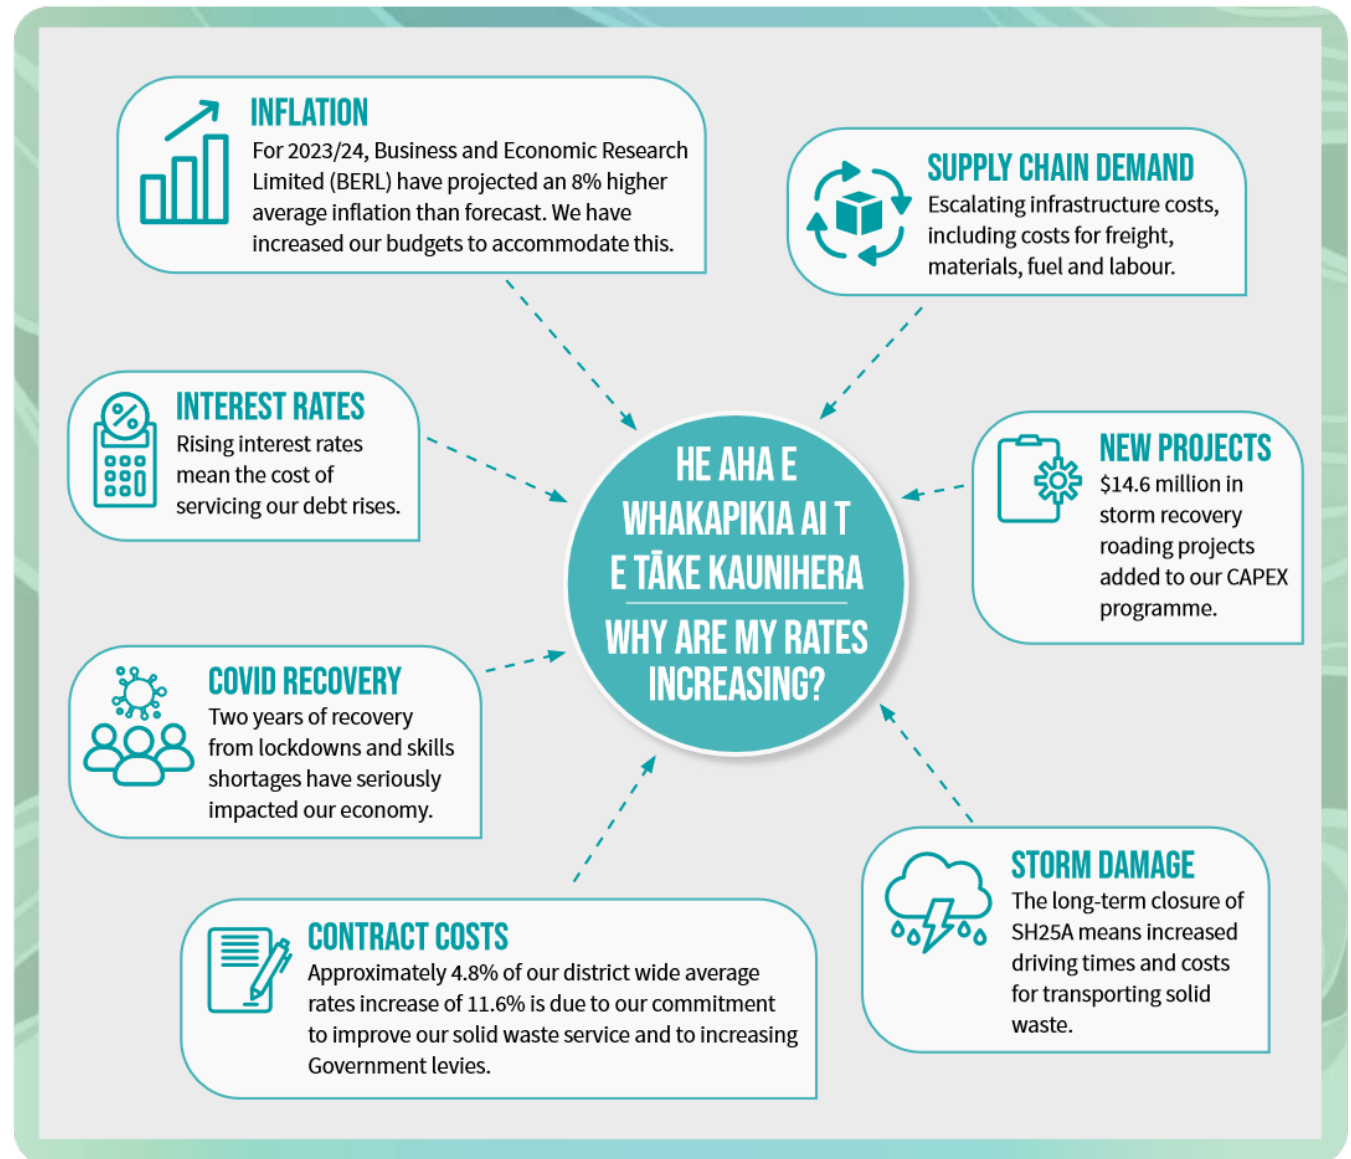 INFLATION
For 2023/24, Business and Economic Research
Limited (BERL) have projected an 8% higher
average inflation than forecast. We have
increased our budgets to accommodate this.
SUPPLY CHAIN DEMAND
Escalating infrastructure costs,
including costs for freight,
materials, fuel and labour.
INTEREST RATES
Rising interest rates
mean the cost of
servicing our debt rises.
HE AHA E
WHAKAPIKIA AI T
E TĀKE KAUNIHERA
WHY ARE MY RATES
INCREASING?
NEW PROJECTS
$14.6 million in
storm recovery
roading projects
added to our CAPEX
programme.
COVID RECOVERY
Two years of recovery
from lockdowns and skills
shortages have seriously
impacted our economy.
CONTRACT COSTS
Approximately 4.8% of our district wide average
rates increase of 11.6% is due to our commitment
to improve our solid waste service and to increasing
Government levies.
STORM DAMAGE
The long-term closure of
SH25A means increased
driving times and costs
for transporting solid
waste.